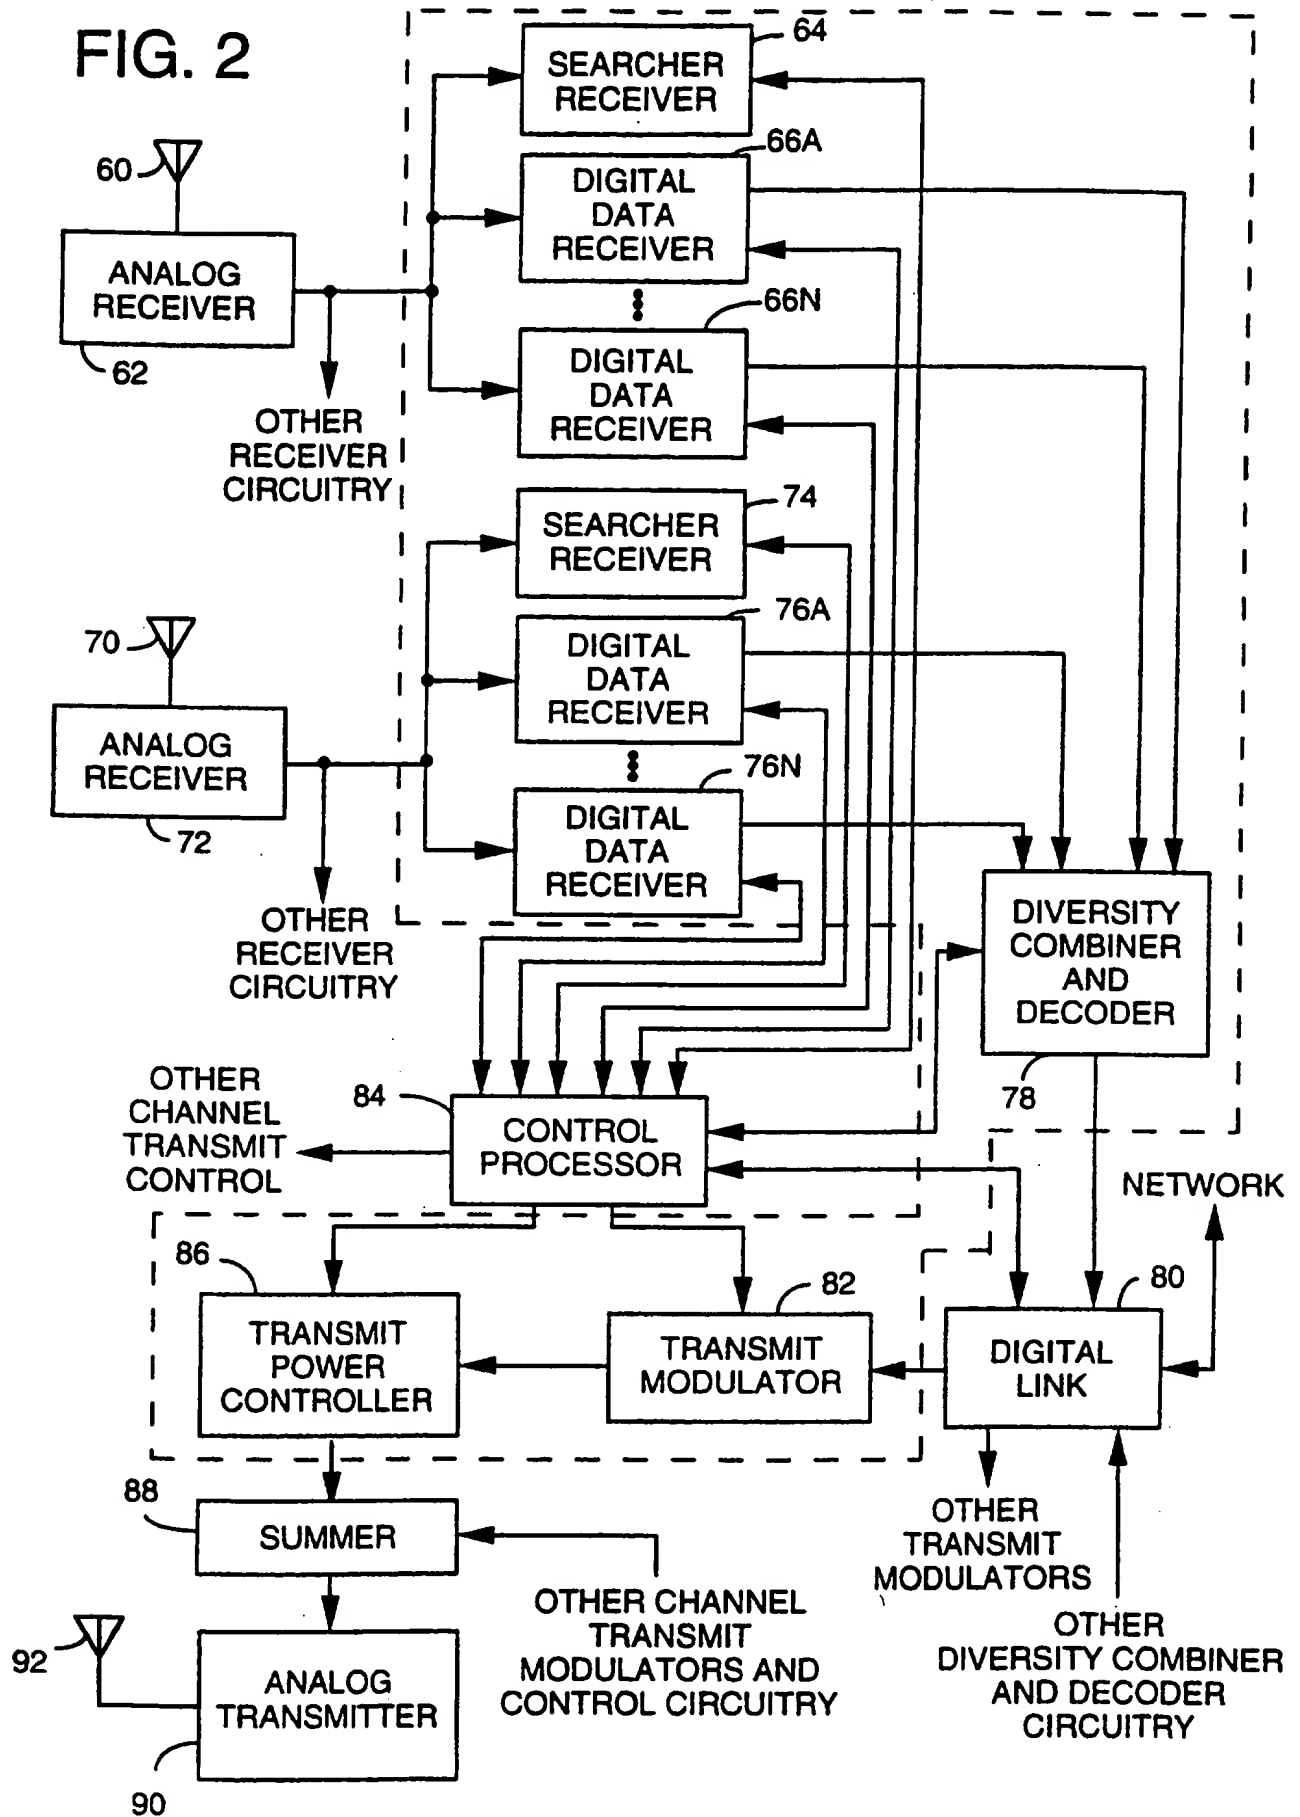 FIG. 2
64
SEARCHER
RECEIVER
66A
DIGITAL
DATA
RECEIVER
60
ANALOG
RECEIVER
62
66N
DIGITAL
DATA
RECEIVER
OTHER
RECEIVER
CIRCUITRY
74
SEARCHER
RECEIVER
76A
DIGITAL
DATA
RECEIVER
70
ANALOG
RECEIVER
72
76N
DIGITAL
DATA
RECEIVER
OTHER
RECEIVER
CIRCUITRY
DIVERSITY
COMBINER
AND
DECODER
78
OTHER
CHANNEL
TRANSMIT
CONTROL
84
CONTROL
PROCESSOR
NETWORK
86
TRANSMIT
POWER
CONTROLLER
82
TRANSMIT
MODULATOR
80
DIGITAL
LINK
88
SUMMER
OTHER
TRANSMIT
MODULATORS
OTHER CHANNEL
TRANSMIT
MODULATORS AND
CONTROL CIRCUITRY
OTHER
DIVERSITY COMBINER
AND DECODER
CIRCUITRY
92
ANALOG
TRANSMITTER
90